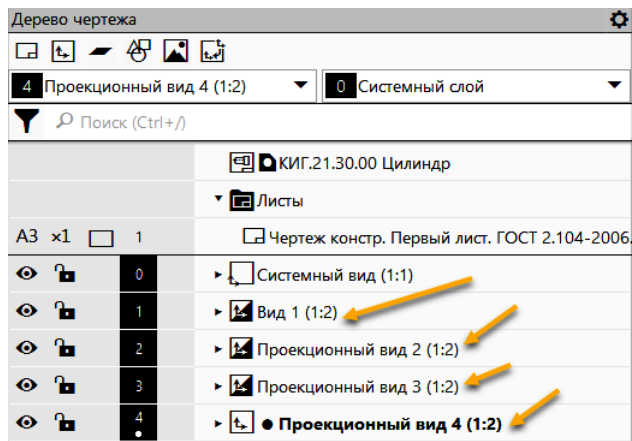 Дерево чертежа
4 Проекционный вид 4 (1:2) 0 Системный слой
Поиск (Ctrl+/)
КИГ.21.30.00 Цилиндр
Листы
А3 ×1 1 Чертеж констр. Первый лист. ГОСТ 2.104-2006.
0 Системный вид (1:1)
1 Вид 1 (1:2)
2 Проекционный вид 2 (1:2)
3 Проекционный вид 3 (1:2)
4 ● Проекционный вид 4 (1:2)